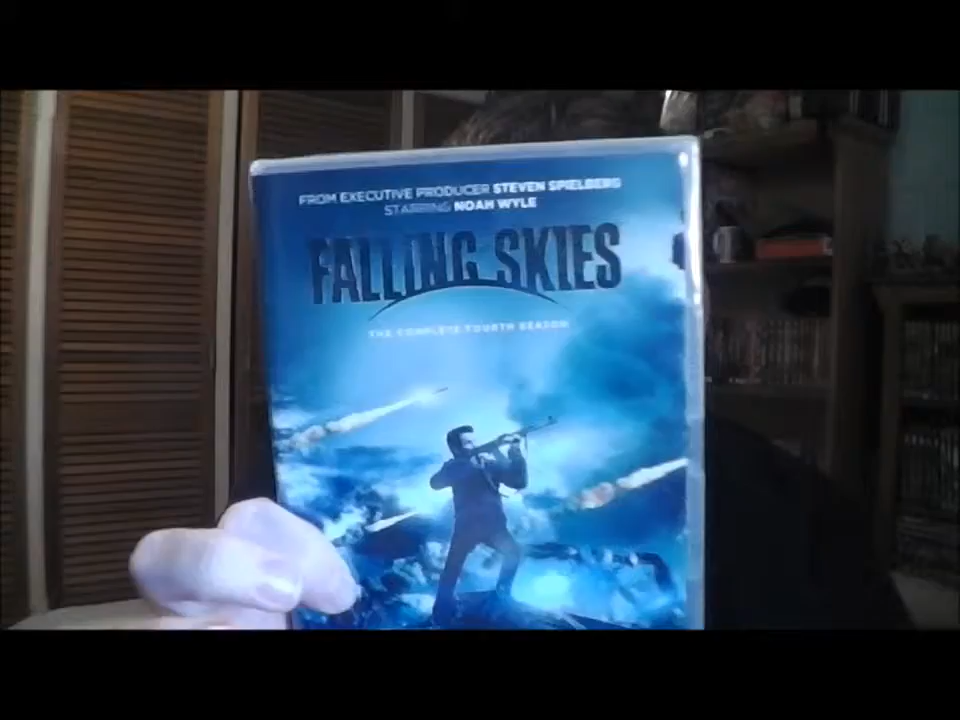 FROM EXECUTIVE PRODUCER STEVEN SPIELBERG
STARRING NOAH WYLE
FALLING SKIES
THE COMPLETE FOURTH SEASON